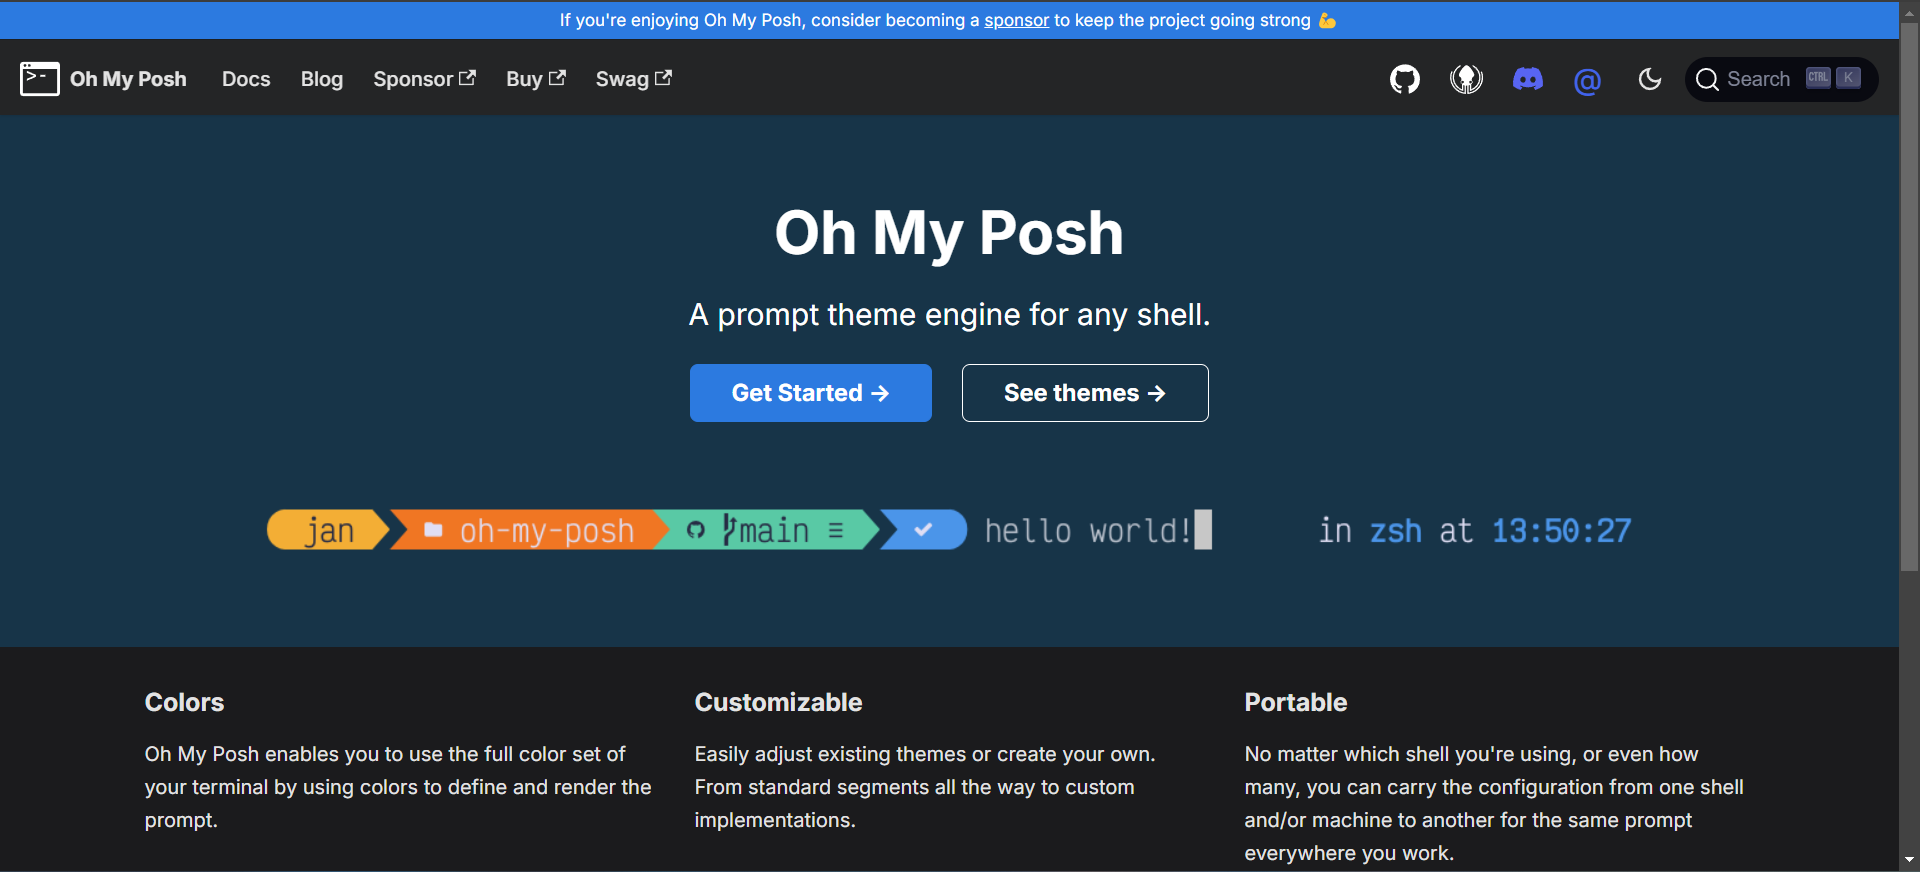 If you're enjoying Oh My Posh, consider becoming a sponsor to keep the project going strong 💪
>- Oh My Posh Docs Blog Sponsor Buy Swag @ Search CTRL K
Oh My Posh
A prompt theme engine for any shell.
Get Started → See themes →
jan oh-my-posh main ≡ hello world! in zsh at 13:50:27
Colors
Oh My Posh enables you to use the full color set of
your terminal by using colors to define and render the
prompt.
Customizable
Easily adjust existing themes or create your own.
From standard segments all the way to custom
implementations.
Portable
No matter which shell you're using, or even how
many, you can carry the configuration from one shell
and/or machine to another for the same prompt
everywhere you work.